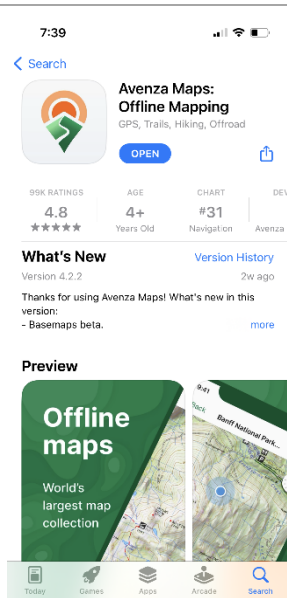 7:39
Search
Avenza Maps:
Offline Mapping
GPS, Trails, Hiking, Offroad
OPEN
99K RATINGS AGE CHART DEV
4.8 4+ #31
★★★★★ Years Old Navigation Avenza
What's New Version History
Version 4.2.2 2w ago
Thanks for using Avenza Maps! What's new in this
version:
- Basemaps beta. more
Preview
Offline
maps
World's
largest map
collection
9:41
Back
Banff National Park...
Today Games Apps Arcade Search